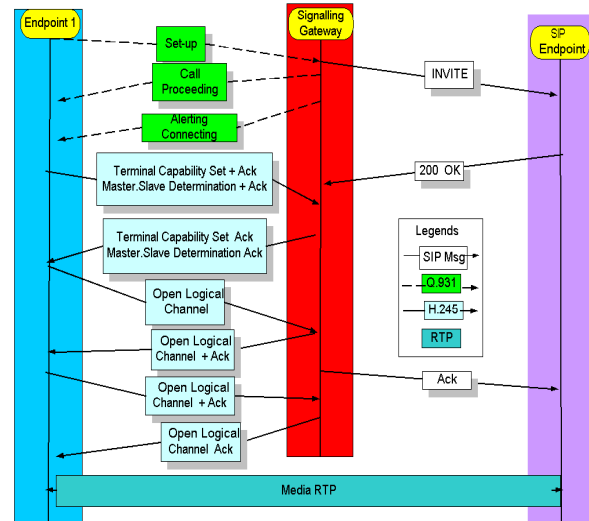 Endpoint 1
Signalling
Gateway
SIP
Endpoint
Set-up
INVITE
Call
Proceeding
Alerting
Connecting
200 OK
Terminal Capability Set + Ack
Master.Slave Determination + Ack
Terminal Capability Set Ack
Master.Slave Determination Ack
Legends
SIP Msg
Q.931
H.245
RTP
Open Logical
Channel
Open Logical
Channel + Ack
Ack
Open Logical
Channel + Ack
Open Logical
Channel Ack
Media RTP